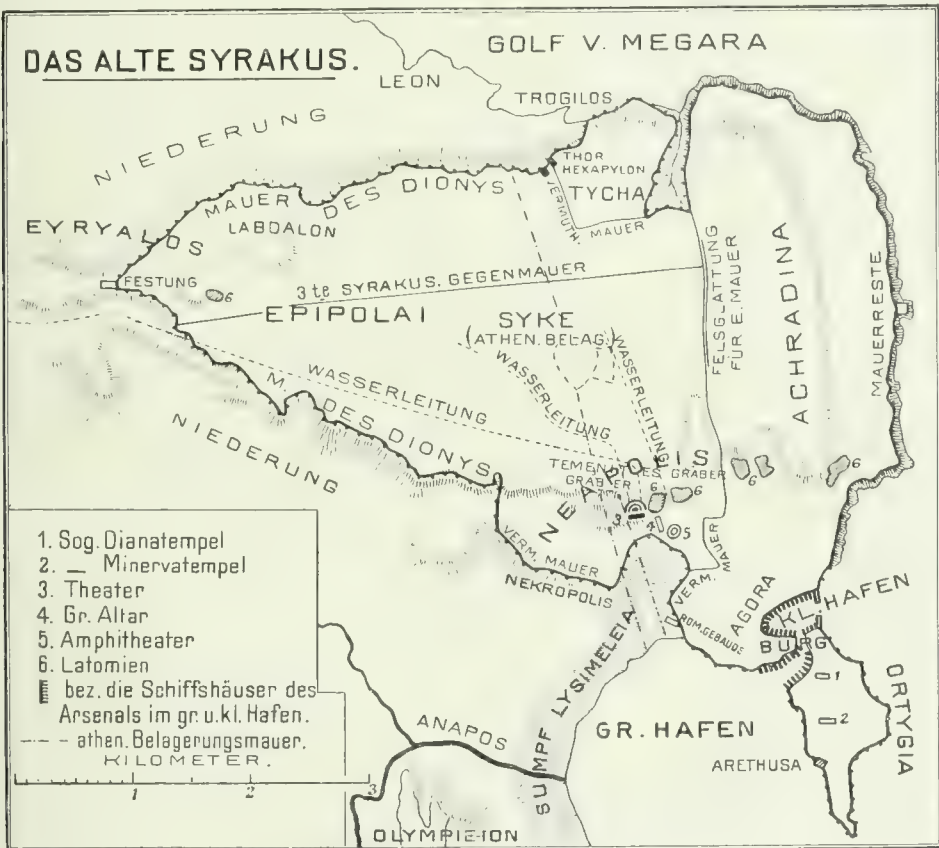 DAS ALTE SYRAKUS.
GOLF V. MEGARA
LEON
TROGILOS
NIEDERUNG
THOR
HEXAPYLON
TYCHA
VERMUTH.
MAUER
MAUER
DES DIONYS
LABDALON
EYRYALOS
FESTUNG
6
3te SYRAKUS. GEGENMAUER
EPIPOLAI
SYKE
(ATHEN. BELAG.)
FELSGLATTUNG
FÜR E. MAUER
ACHRADINA
MAUERRESTE
WASSERLEITUNG
WASSERLEITUNG
WASSERLEITUNG
M. DES DIONYS
NIEDERUNG
NEAPOLIS
GRÄBER
GRÄBER
6
6
6
6
3
4
5
VERM. MAUER
NEKROPOLIS
VERM.
MAUER
RÖM. GEBÄUDE
AGORA
KL. HAFEN
BURG
1
2
ORTYGIA
ARETHUSA
GR. HAFEN
SUMPF LYSIMELEIA
ANAPOS
OLYMPIEION
1. Sog. Dianatempel
2. — Minervatempel
3. Theater
4. Gr. Altar
5. Amphitheater
6. Latomien
bez. die Schiffshäuser des
Arsenals im gr. u. kl. Hafen.
athen. Belagerungsmauer.
KILOMETER.
1 2 3